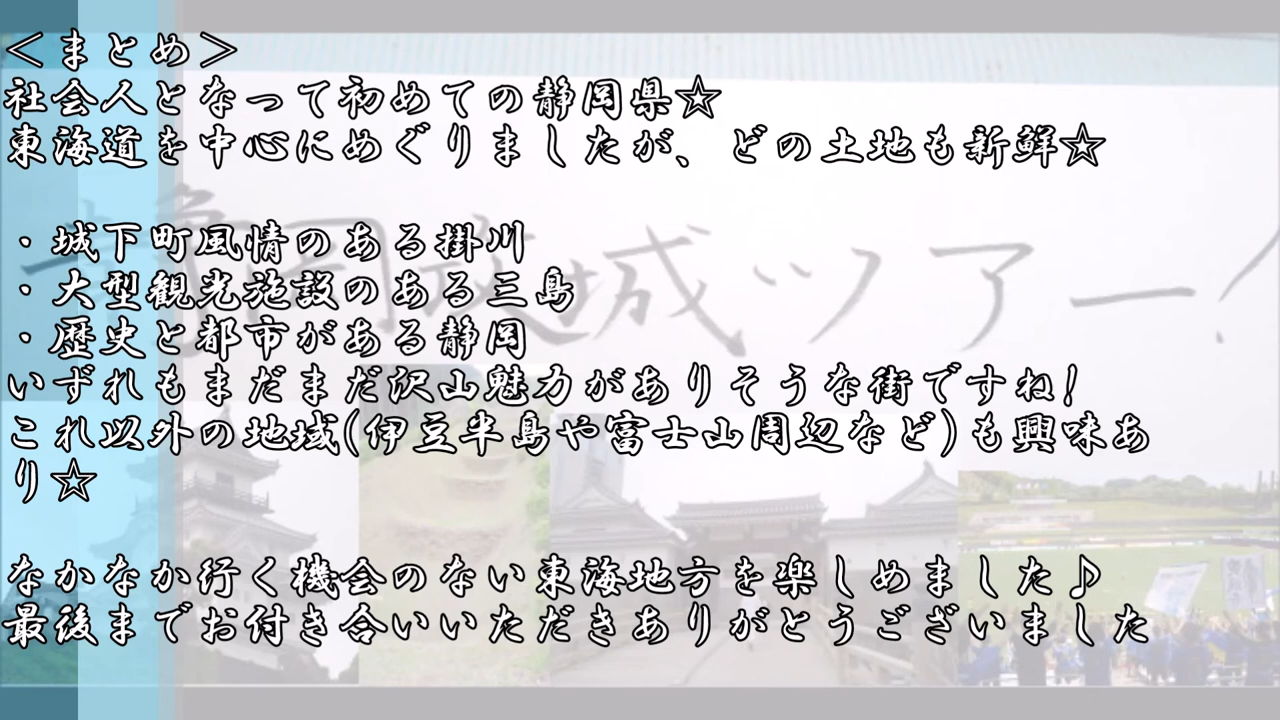 ＜まとめ＞
社会人となって初めての静岡県☆
東海道を中心にめぐりましたが、どの土地も新鮮☆
・城下町風情のある掛川
・大型観光施設のある三島
・歴史と都市がある静岡
いずれもまだまだ沢山魅力がありそうな街ですね!
これ以外の地域(伊豆半島や富士山周辺など)も興味あ
り☆
なかなか行く機会のない東海地方を楽しめました♪
最後までお付き合いいただきありがとうございました
城ツアー!